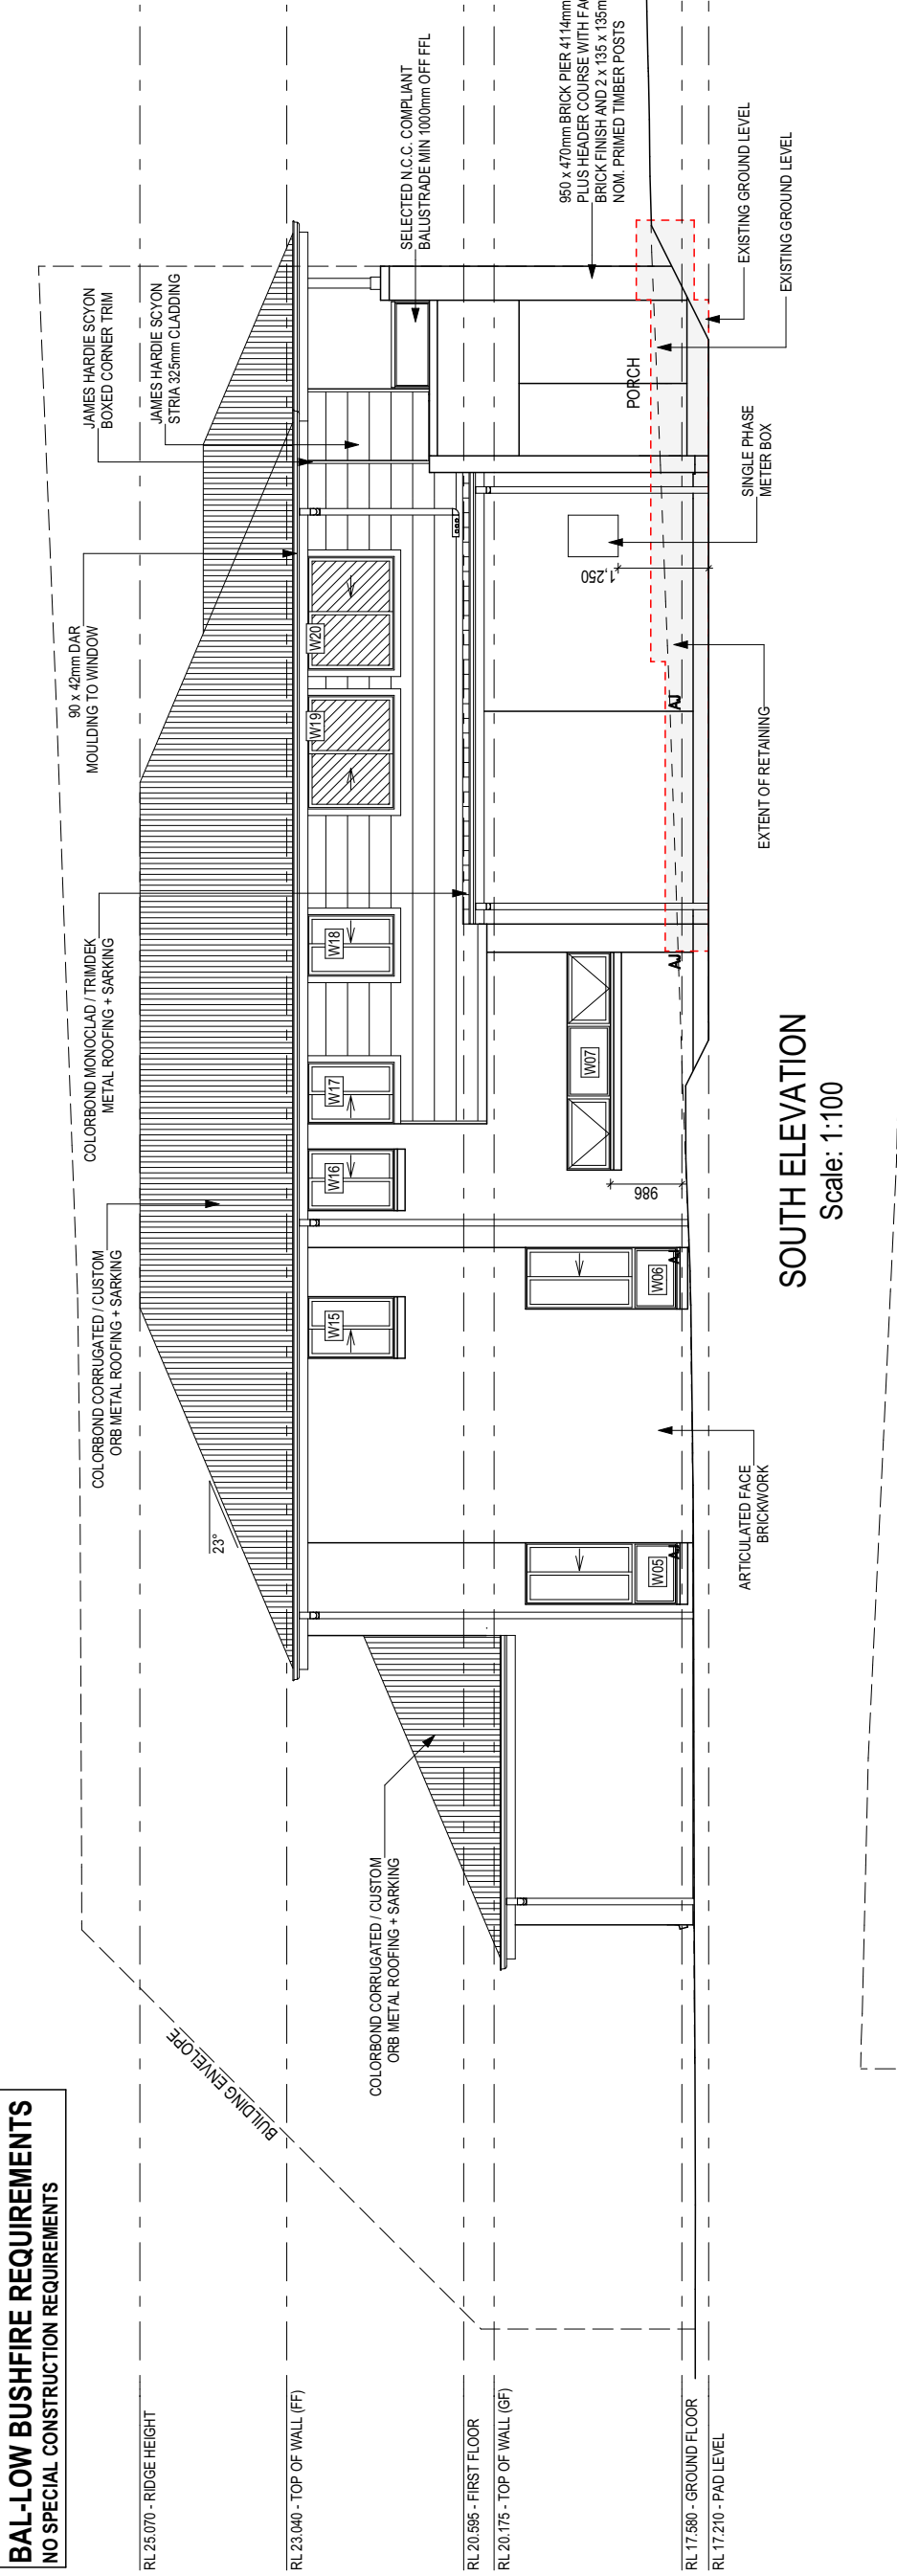 BAL-LOW BUSHFIRE REQUIREMENTS
NO SPECIAL CONSTRUCTION REQUIREMENTS
RL 25.070 - RIDGE HEIGHT
RL 23.040 - TOP OF WALL (FF)
RL 20.595 - FIRST FLOOR
RL 20.175 - TOP OF WALL (GF)
RL 17.580 - GROUND FLOOR
RL 17.210 - PAD LEVEL
BUILDING ENVELOPE
COLORBOND CORRUGATED / CUSTOM
ORB METAL ROOFING + SARKING
23°
COLORBOND CORRUGATED / CUSTOM
ORB METAL ROOFING + SARKING
COLORBOND MONOCLAD / TRIMDEK
METAL ROOFING + SARKING
90 x 42mm DAR
MOULDING TO WINDOW
JAMES HARDIE SCYON
BOXED CORNER TRIM
JAMES HARDIE SCYON
STRIA 325mm CLADDING
SELECTED N.C.C. COMPLIANT
BALUSTRADE MIN 1000mm OFF FFL
950 x 470mm BRICK PIER 4114mm
PLUS HEADER COURSE WITH
BRICK FINISH AND 2 x 135 x
NOM. PRIMED TIMBER POSTS
W15
W16
W17
W18
W19
W20
W05
AJ
W06
AJ
W07
986
AJ
AJ
1,250
PORCH
ARTICULATED FACE
BRICKWORK
EXTENT OF RETAINING
SINGLE PHASE
METER BOX
EXISTING GROUND LEVEL
EXISTING GROUND LEVEL
SOUTH ELEVATION
Scale: 1:100